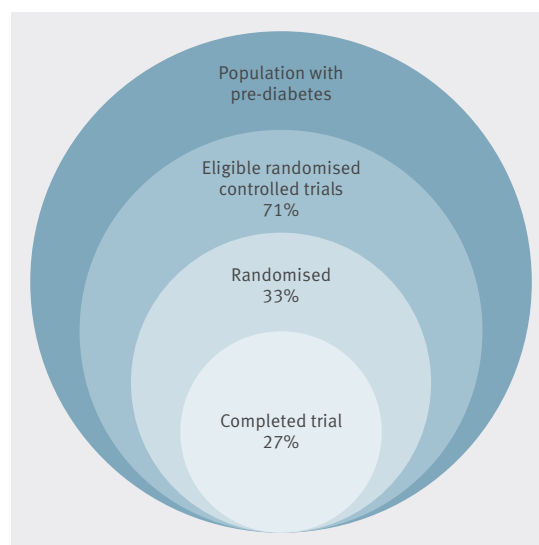 Population with
pre-diabetes
Eligible randomised
controlled trials
71%
Randomised
33%
Completed trial
27%